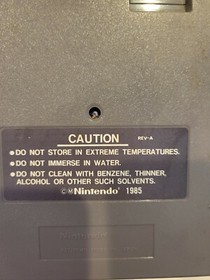 CAUTION REV-A
•DO NOT STORE IN EXTREME TEMPERATURES.
•DO NOT IMMERSE IN WATER.
•DO NOT CLEAN WITH BENZENE, THINNER,
ALCOHOL OR OTHER SUCH SOLVENTS.
©M Nintendo® 1985